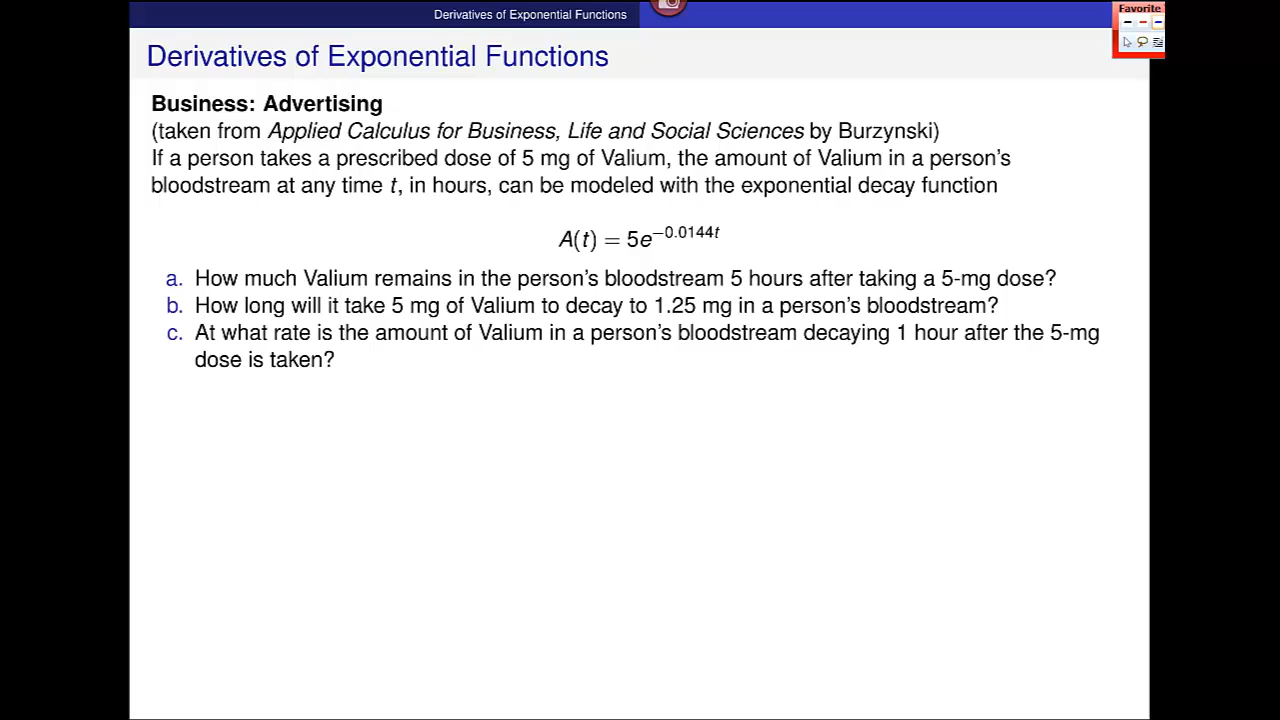 Derivatives of Exponential Functions
Favorite
Derivatives of Exponential Functions
Business: Advertising
(taken from Applied Calculus for Business, Life and Social Sciences by Burzynski)
If a person takes a prescribed dose of 5 mg of Valium, the amount of Valium in a person's
bloodstream at any time t, in hours, can be modeled with the exponential decay function
A(t) = 5e^{−0.0144t}
a. How much Valium remains in the person's bloodstream 5 hours after taking a 5-mg dose?
b. How long will it take 5 mg of Valium to decay to 1.25 mg in a person's bloodstream?
c. At what rate is the amount of Valium in a person's bloodstream decaying 1 hour after the 5-mg
dose is taken?